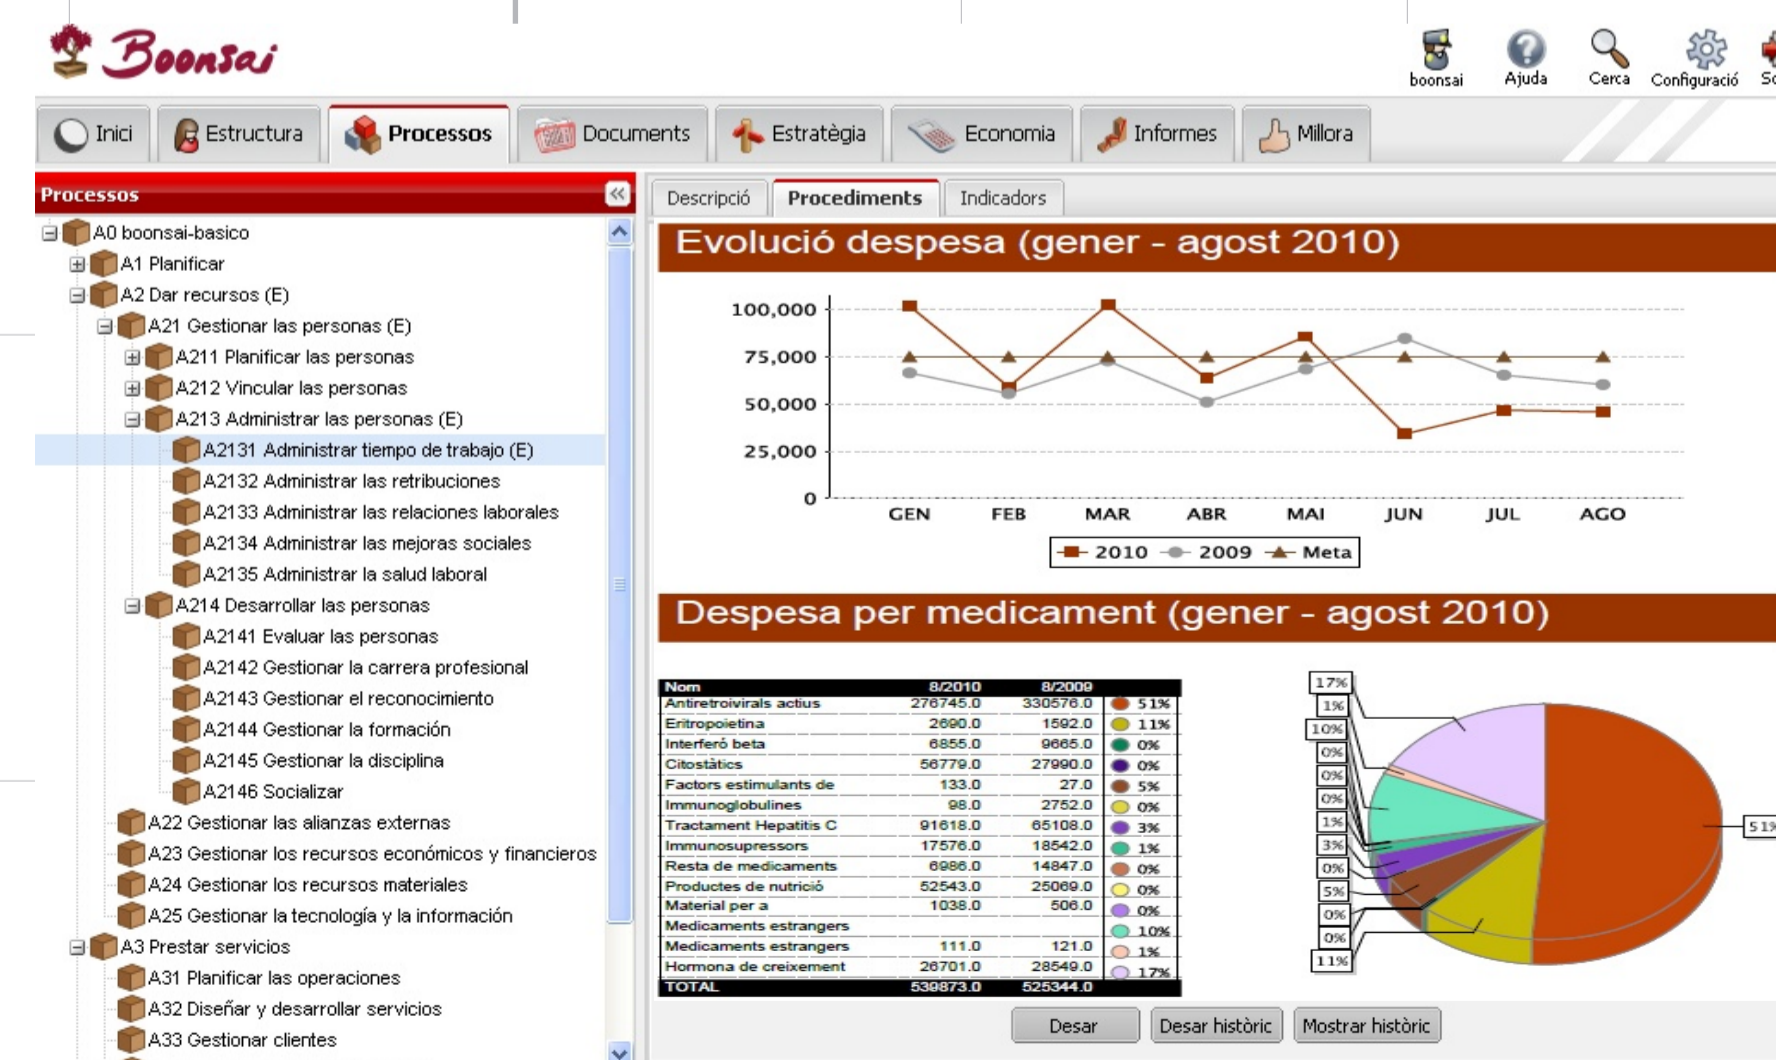 Boonsai
boonsai Ajuda Cerca Configuració
Inici Estructura Processos Documents Estratègia Economia Informes Millora
Processos
A0 boonsai-basico
A1 Planificar
A2 Dar recursos (E)
A21 Gestionar las personas (E)
A211 Planificar las personas
A212 Vincular las personas
A213 Administrar las personas (E)
A2131 Administrar tiempo de trabajo (E)
A2132 Administrar las retribuciones
A2133 Administrar las relaciones laborales
A2134 Administrar las mejoras sociales
A2135 Administrar la salud laboral
A214 Desarrollar las personas
A2141 Evaluar las personas
A2142 Gestionar la carrera profesional
A2143 Gestionar el reconocimiento
A2144 Gestionar la formación
A2145 Gestionar la disciplina
A2146 Socializar
A22 Gestionar las alianzas externas
A23 Gestionar los recursos económicos y financieros
A24 Gestionar los recursos materiales
A25 Gestionar la tecnología y la información
A3 Prestar servicios
A31 Planificar las operaciones
A32 Diseñar y desarrollar servicios
A33 Gestionar clientes
Descripció Procediments Indicadors
Evolució despesa (gener - agost 2010)
100,000
75,000
50,000
25,000
0
GEN FEB MAR ABR MAI JUN JUL AGO
2010 2009 Meta
Despesa per medicament (gener - agost 2010)
Nom 8/2010 8/2009
Antiretroivirals actius 276745.0 330576.0 51%
Eritropoietina 2690.0 1592.0 11%
Interferó beta 6855.0 9665.0 0%
Citostàtics 56779.0 27990.0 0%
Factors estimulants de 133.0 27.0 5%
Immunoglobulines 98.0 2752.0 0%
Tractament Hepatitis C 91618.0 65108.0 3%
Immunosupressors 17576.0 18542.0 1%
Resta de medicaments 6986.0 14847.0 0%
Productes de nutrició 52543.0 25069.0 0%
Material per a 1038.0 506.0 0%
Medicaments estrangers 10%
Medicaments estrangers 111.0 121.0 1%
Hormona de creixement 26701.0 28549.0 17%
TOTAL 539873.0 525344.0
17%
1%
10%
0%
0%
0%
1%
3%
0%
5%
0%
0%
11%
51%
Desar Desar històric Mostrar històric